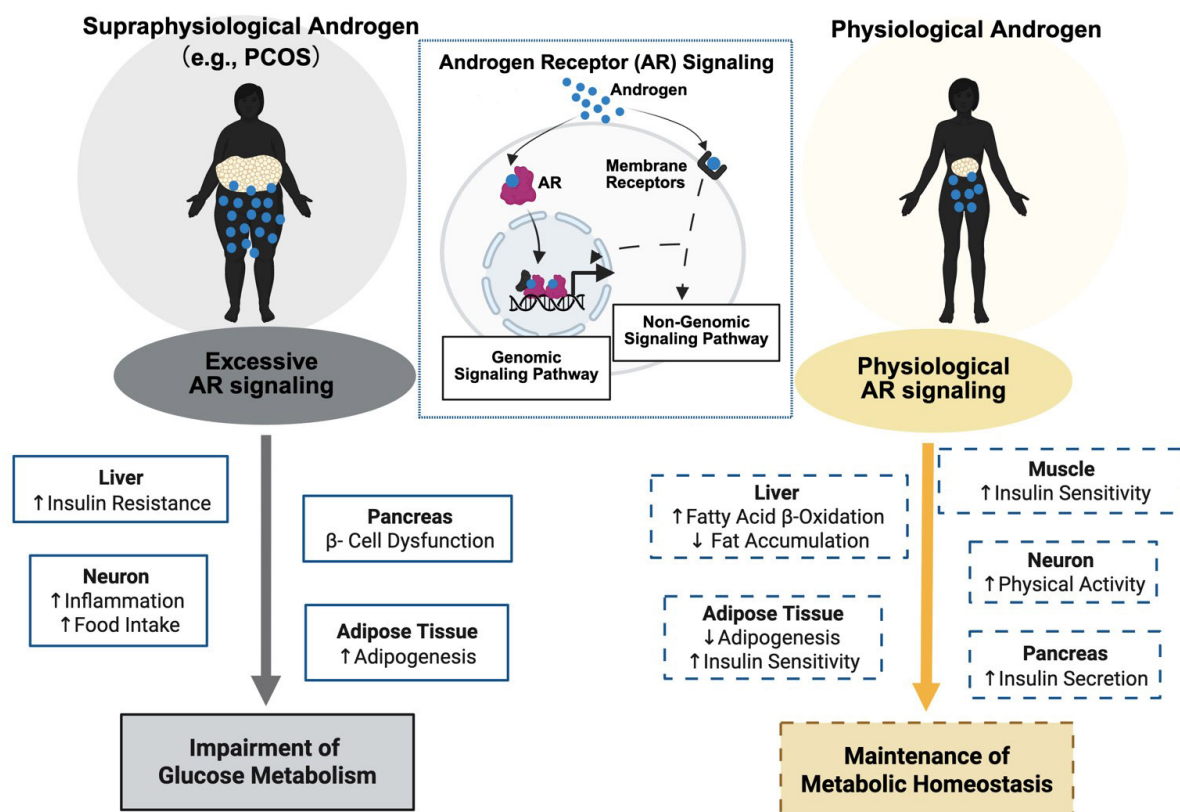 Supraphysiological Androgen
(e.g., PCOS)
Excessive
AR signaling
Liver
↑Insulin Resistance
Pancreas
β- Cell Dysfunction
Neuron
↑Inflammation
↑Food Intake
Adipose Tissue
↑Adipogenesis
Impairment of
Glucose Metabolism
Androgen Receptor (AR) Signaling
Androgen
AR
Membrane
Receptors
Non-Genomic
Signaling Pathway
Genomic
Signaling Pathway
Physiological Androgen
Physiological
AR signaling
Muscle
↑Insulin Sensitivity
Liver
↑Fatty Acid β-Oxidation
↓ Fat Accumulation
Neuron
↑Physical Activity
Adipose Tissue
↓Adipogenesis
↑Insulin Sensitivity
Pancreas
↑Insulin Secretion
Maintenance of
Metabolic Homeostasis